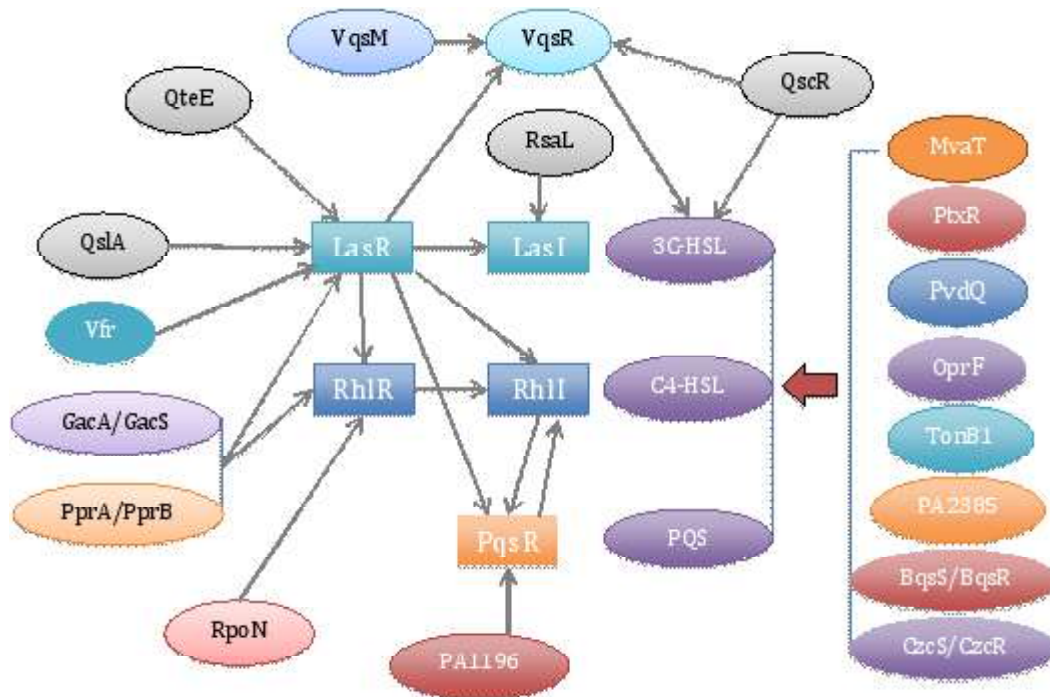 VqsM
VqsR
QscR
QteE
RsaL
MvaT
PtxR
QslA
LasR
LasI
3G-HSL
PvdQ
Vfr
OprF
RhlR
RhlI
C4-HSL
GacA/GacS
TonB1
PprA/PprB
PA2385
PqsR
PQS
BqsS/BqsR
RpoN
PA1196
CzcS/CzcR